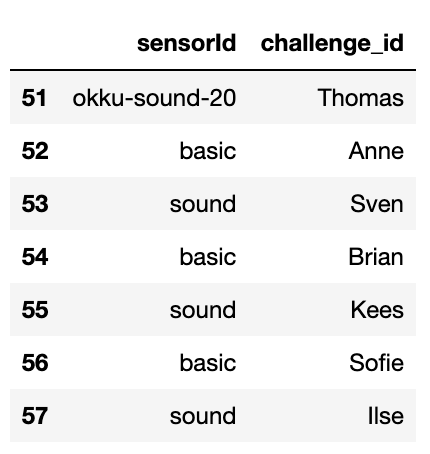 sensorId challenge_id
51 okku-sound-20 Thomas
52 basic Anne
53 sound Sven
54 basic Brian
55 sound Kees
56 basic Sofie
57 sound Ilse